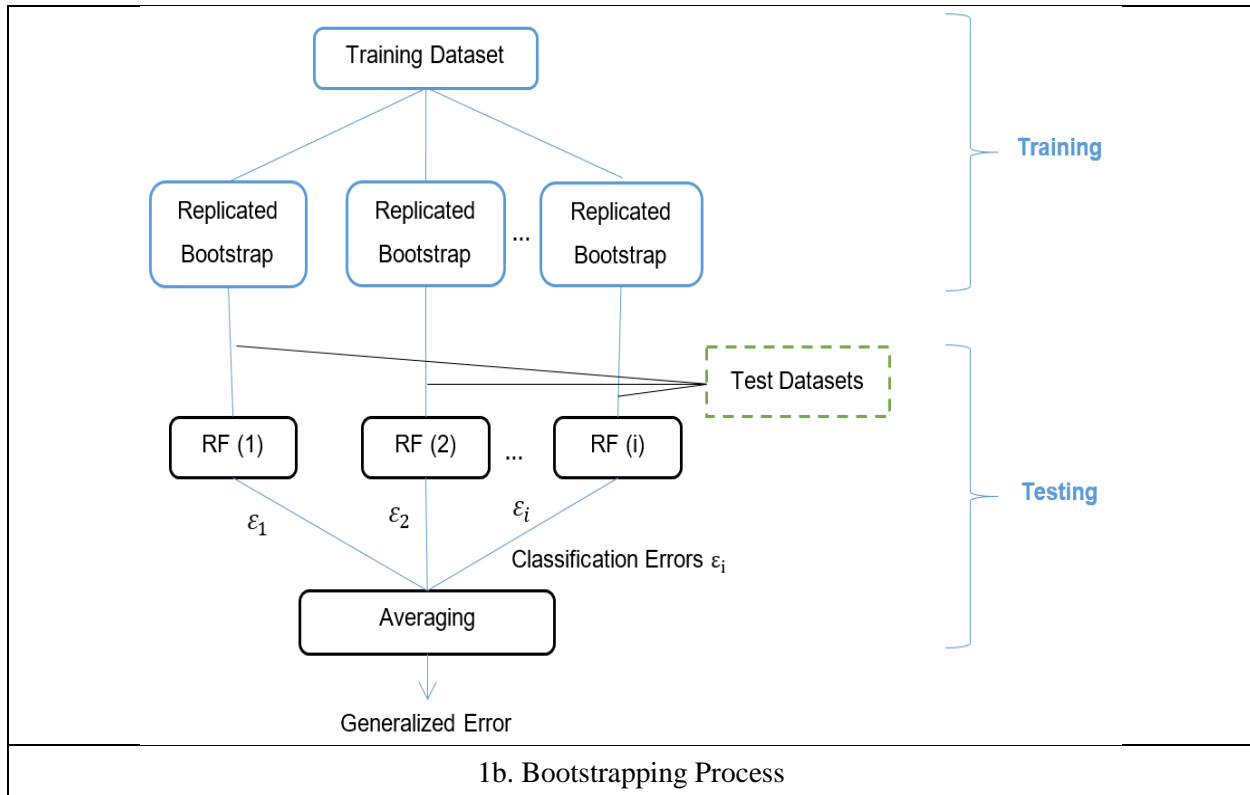 Training Dataset
Training
Replicated
Bootstrap
Replicated
Bootstrap
...
Replicated
Bootstrap
Test Datasets
RF (1)
RF (2)
...
RF (i)
Testing
ε₁
ε₂
εᵢ
Classification Errors εᵢ
Averaging
Generalized Error
1b. Bootstrapping Process